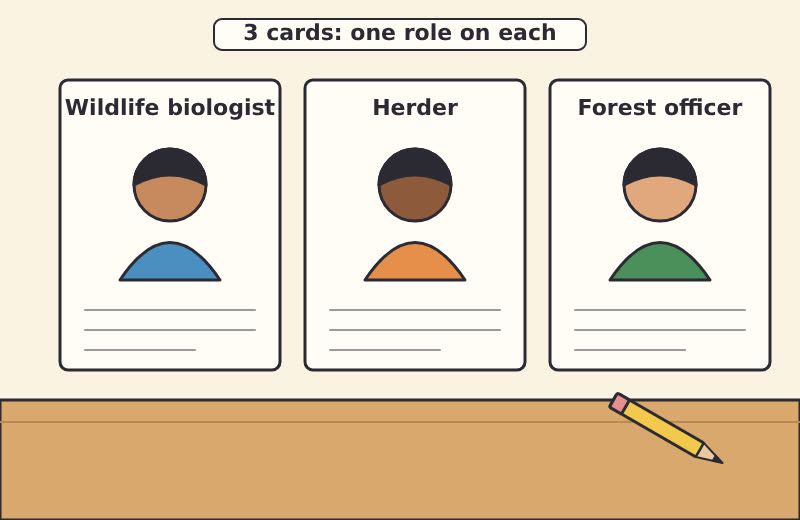 3 cards: one role on each
Wildlife biologist
Herder
Forest officer